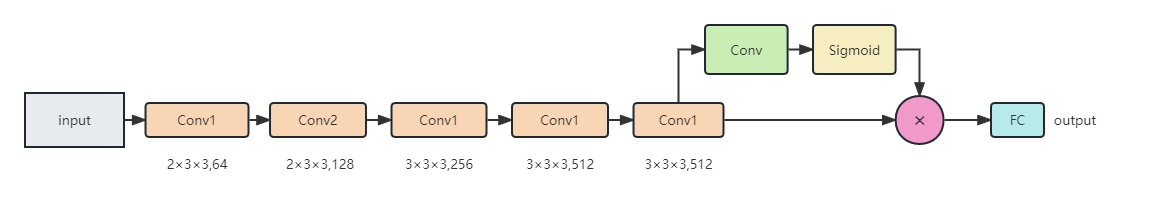 Conv
Sigmoid
input
Conv1
Conv2
Conv1
Conv1
Conv1
×
FC
output
2×3×3,64
2×3×3,128
3×3×3,256
3×3×3,512
3×3×3,512